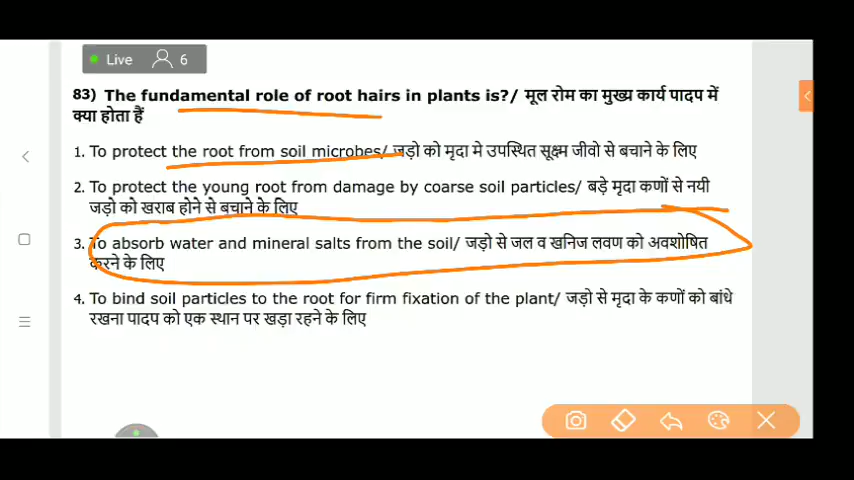 Live 6
83) The fundamental role of root hairs in plants is?/ मूल रोम का मुख्य कार्य पादप में
क्या होता हैं
1. To protect the root from soil microbes/ जड़ो को मृदा मे उपस्थित सूक्ष्म जीवो से बचाने के लिए
2. To protect the young root from damage by coarse soil particles/ बड़े मृदा कणों से नयी
जड़ो को खराब होने से बचाने के लिए
3. To absorb water and mineral salts from the soil/ जड़ो से जल व खनिज लवण को अवशोषित
करने के लिए
4. To bind soil particles to the root for firm fixation of the plant/ जड़ो से मृदा के कणों को बांधे
रखना पादप को एक स्थान पर खड़ा रहने के लिए